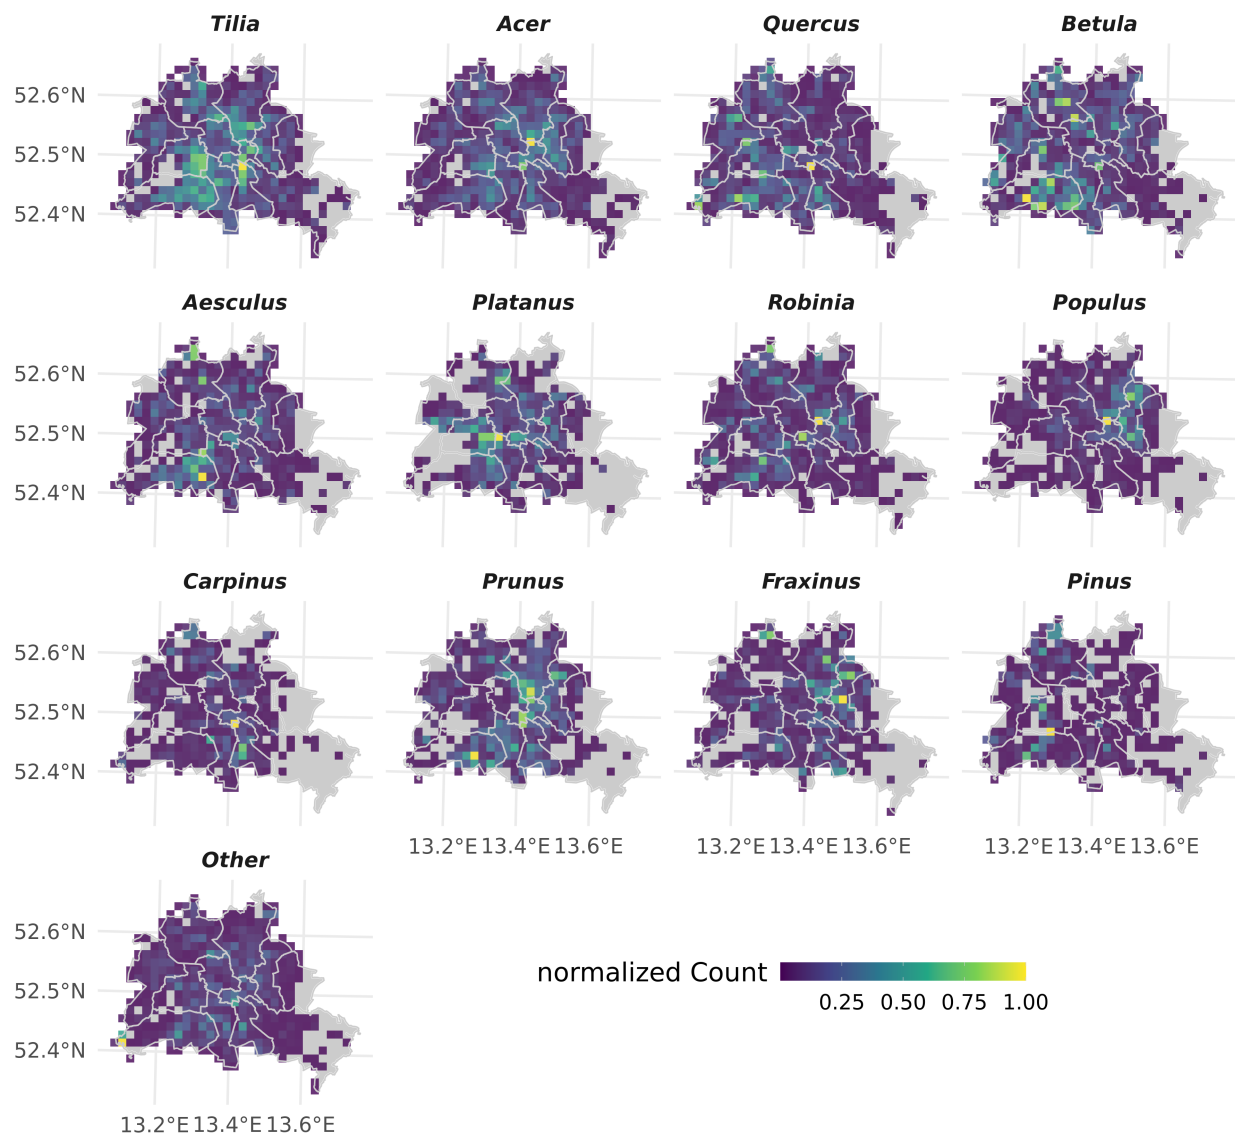 Tilia Acer Quercus Betula
52.6°N
52.5°N
52.4°N
Aesculus Platanus Robinia Populus
52.6°N
52.5°N
52.4°N
Carpinus Prunus Fraxinus Pinus
52.6°N
52.5°N
52.4°N
13.2°E 13.4°E 13.6°E 13.2°E 13.4°E 13.6°E 13.2°E 13.4°E 13.6°E
Other
52.6°N
52.5°N
52.4°N
13.2°E 13.4°E 13.6°E
normalized Count
0.25 0.50 0.75 1.00